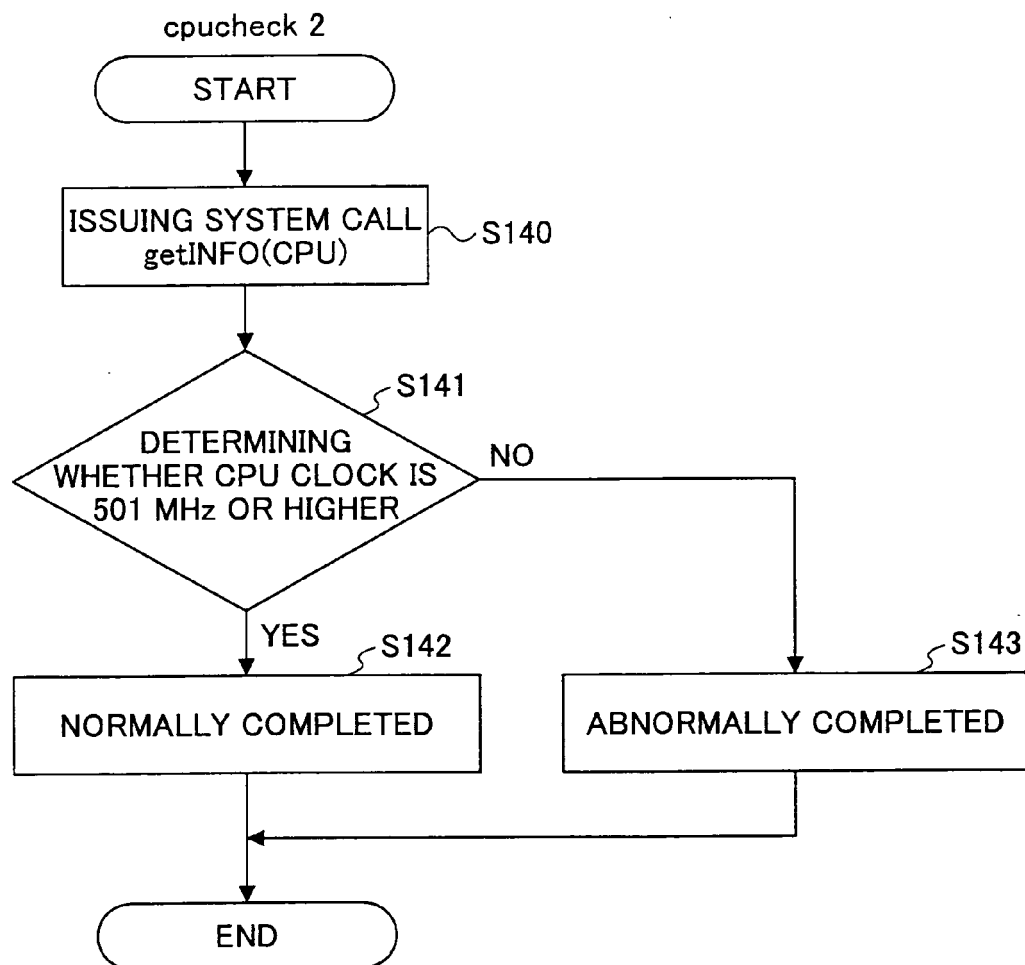 cpucheck 2
START
ISSUING SYSTEM CALL
getINFO(CPU)
S140
S141
DETERMINING
WHETHER CPU CLOCK IS
501 MHz OR HIGHER
NO
YES
S142
S143
NORMALLY COMPLETED
ABNORMALLY COMPLETED
END